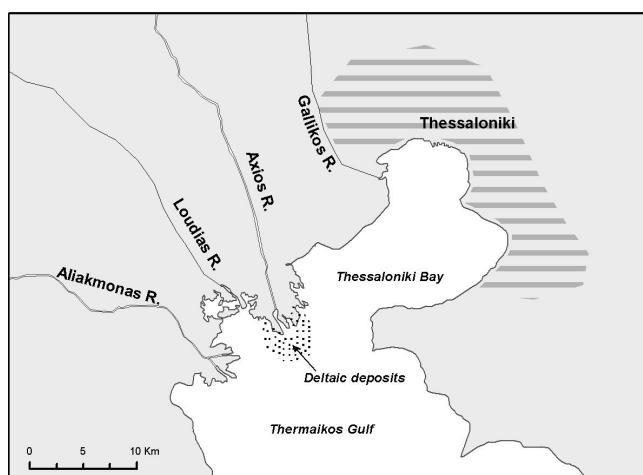 Thessaloniki
Gallikos R.
Axios R.
Loudias R.
Aliakmonas R.
Thessaloniki Bay
Deltaic deposits
Thermaikos Gulf
0 5 10 Km